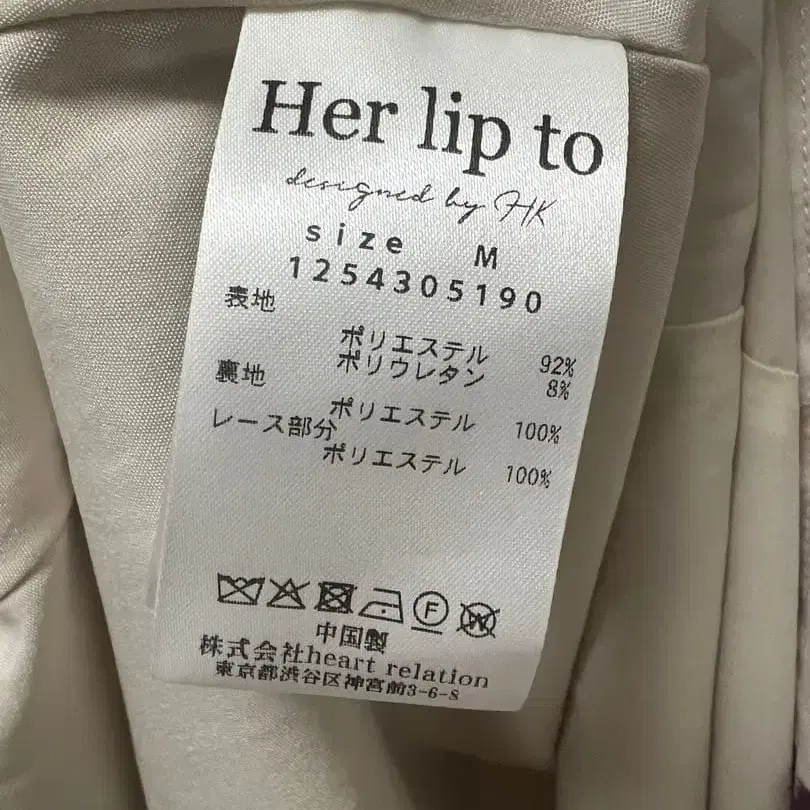 Her lip to
designed by HK
size M
1254305190
表地
ポリエステル 92%
ポリウレタン 8%
裏地
ポリエステル 100%
レース部分
ポリエステル 100%
F W
中国製
株式会社heart relation
東京都渋谷区神宮前3-6-8